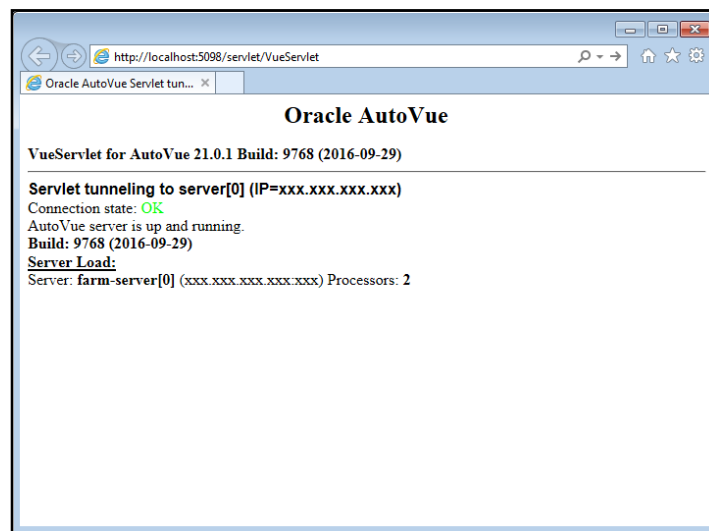 http://localhost:5098/servlet/VueServlet
Oracle AutoVue Servlet tun...
Oracle AutoVue
VueServlet for AutoVue 21.0.1 Build: 9768 (2016-09-29)
Servlet tunneling to server[0] (IP=xxx.xxx.xxx.xxx)
Connection state: OK
AutoVue server is up and running.
Build: 9768 (2016-09-29)
Server Load:
Server: farm-server[0] (xxx.xxx.xxx.xxx:xxx) Processors: 2